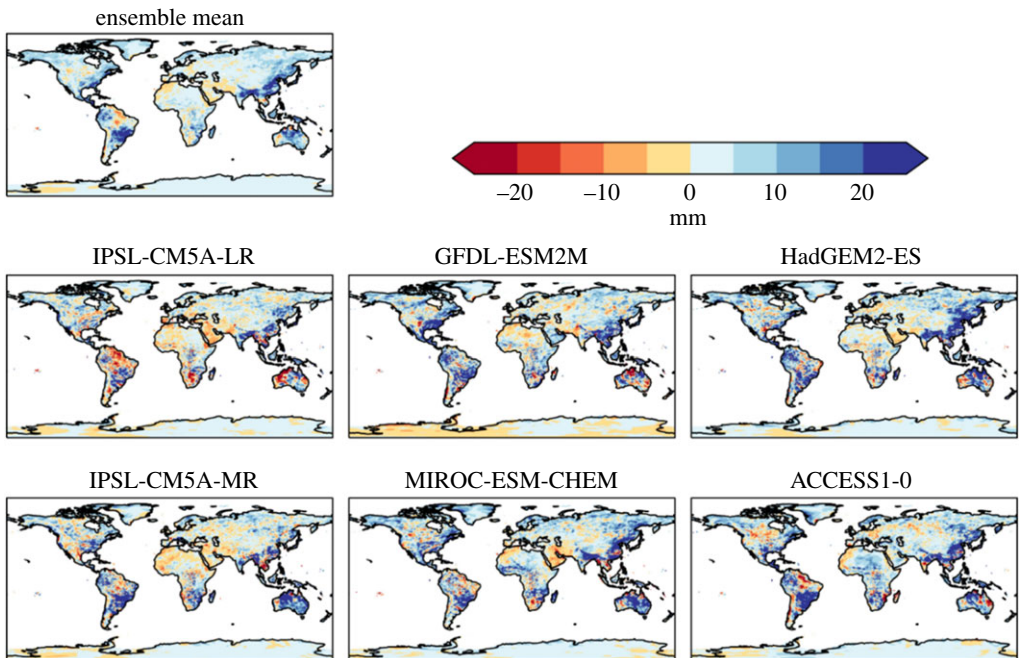 ensemble mean
−20 −10 0 10 20
mm
IPSL-CM5A-LR GFDL-ESM2M HadGEM2-ES
IPSL-CM5A-MR MIROC-ESM-CHEM ACCESS1-0